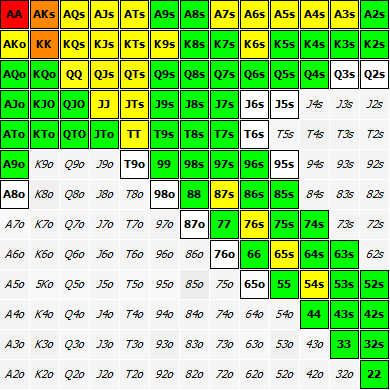 AA AKs AQs AJs ATs A9s A8s A7s A6s A5s A4s A3s A2s
AKo KK KQs KJs KTs K9s K8s K7s K6s K5s K4s K3s K2s
AQo KQo QQ QJs QTs Q9s Q8s Q7s Q6s Q5s Q4s Q3s Q2s
AJo KJO QJO JJ JTs J9s J8s J7s J6s J5s J4s J3s J2s
ATo KTo QTO JTo TT T9s T8s T7s T6s T5s T4s T3s T2s
A9o K9o Q9o J9o T9o 99 98s 97s 96s 95s 94s 93s 92s
A8o K8o Q8o J8o T8o 98o 88 87s 86s 85s 84s 83s 82s
A7o K7o Q7o J7o T7o 97o 87o 77 76s 75s 74s 73s 72s
A6o K6o Q6o J6o T6o 96o 86o 76o 66 65s 64s 63s 62s
A5o 5Ko Q5o J5o T5o 95o 85o 75o 65o 55 54s 53s 52s
A4o K4o Q4o J4o T4o 94o 84o 74o 64o 54o 44 43s 42s
A3o K3o Q3o J3o T3o 93o 83o 73o 63o 53o 43o 33 32s
A2o K2o Q2o J2o T2o 92o 82o 72o 62o 52o 42o 32o 22